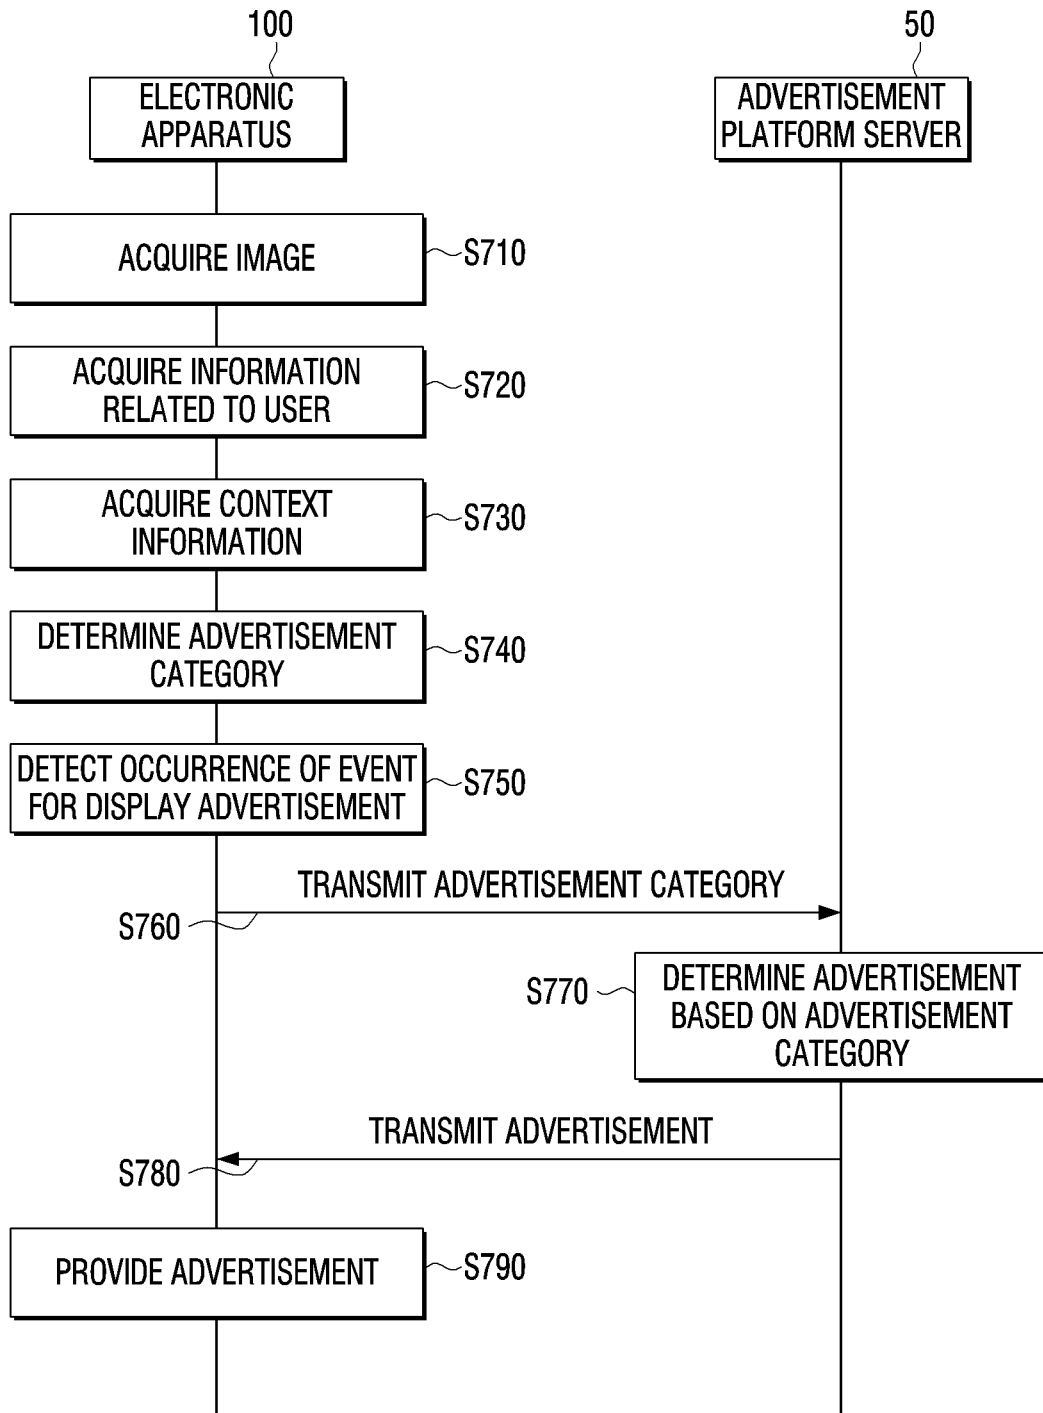 100
50
ELECTRONIC
APPARATUS
ADVERTISEMENT
PLATFORM SERVER
ACQUIRE IMAGE
S710
ACQUIRE INFORMATION
RELATED TO USER
S720
ACQUIRE CONTEXT
INFORMATION
S730
DETERMINE ADVERTISEMENT
CATEGORY
S740
DETECT OCCURRENCE OF EVENT
FOR DISPLAY ADVERTISEMENT
S750
TRANSMIT ADVERTISEMENT CATEGORY
S760
S770
DETERMINE ADVERTISEMENT
BASED ON ADVERTISEMENT
CATEGORY
TRANSMIT ADVERTISEMENT
S780
PROVIDE ADVERTISEMENT
S790